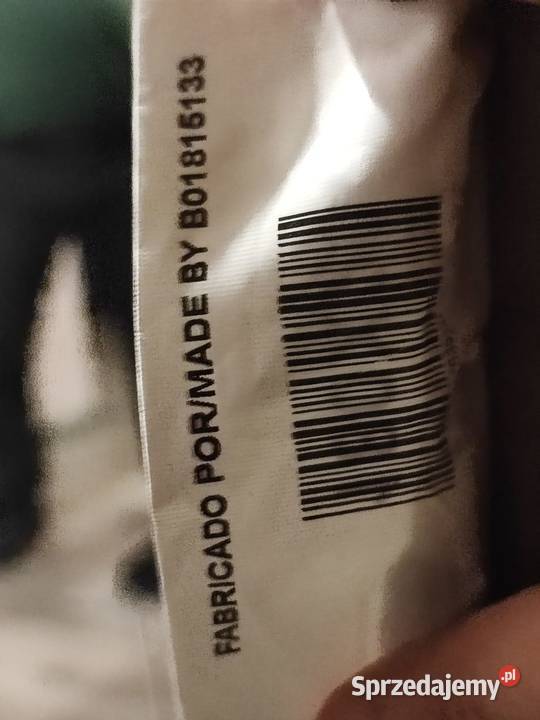 FABRICADO POR/MADE BY B01815133
Sprzedajemy.pl